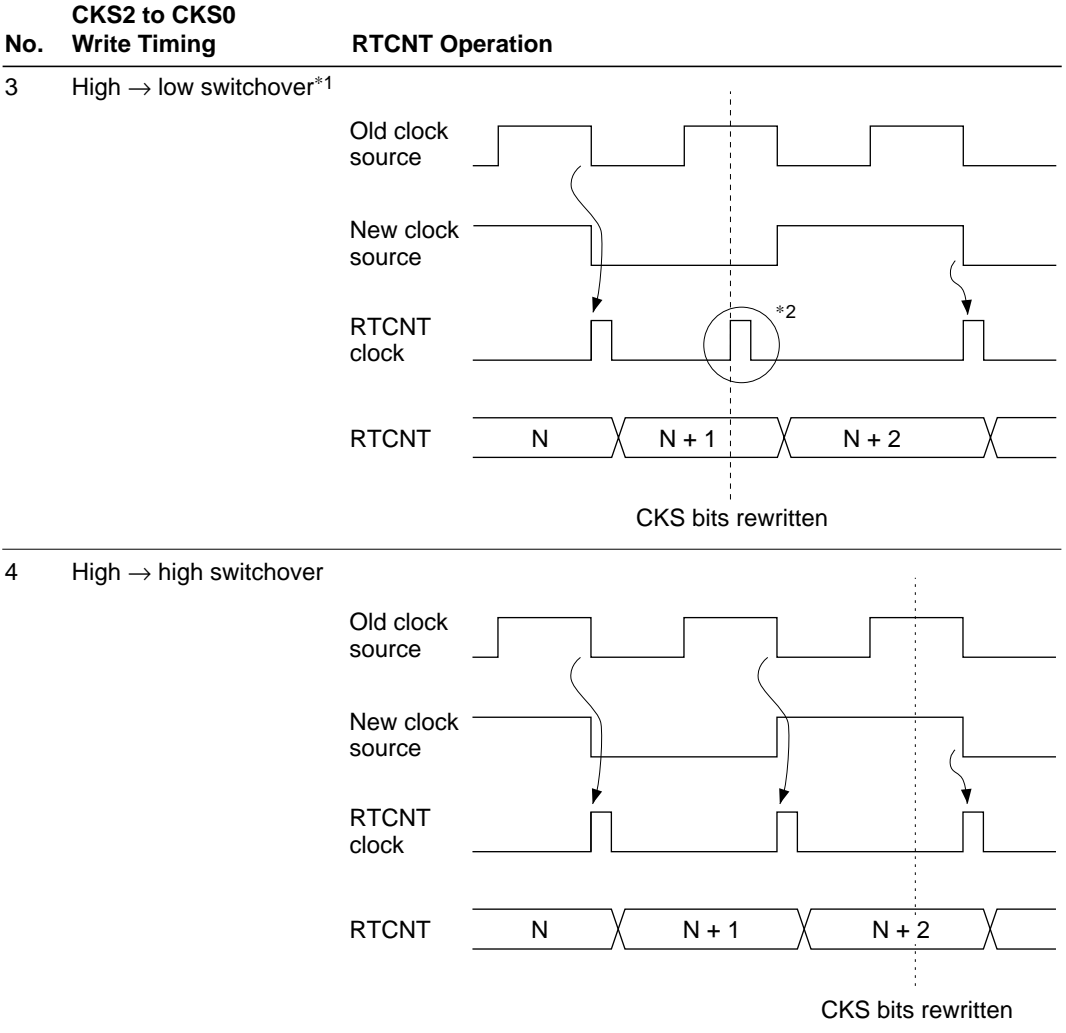 CKS2 to CKS0
No. Write Timing RTCNT Operation
3 High → low switchover*1
Old clock
source
New clock
source
*2
RTCNT
clock
RTCNT N N + 1 N + 2
CKS bits rewritten
4 High → high switchover
Old clock
source
New clock
source
RTCNT
clock
RTCNT N N + 1 N + 2
CKS bits rewritten